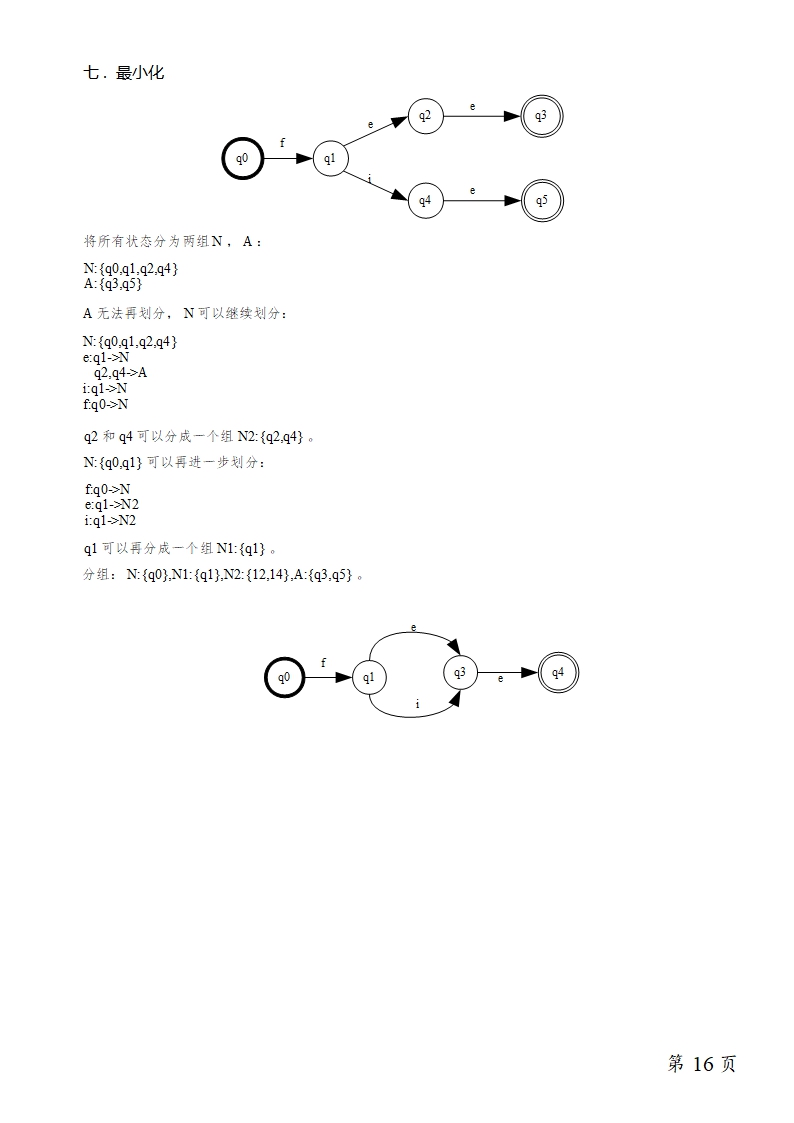 七．最小化
e
e
q2
q3
f
q0
q1
i
e
q4
q5
将所有状态分为两组 N ， A ：
N:{q0,q1,q2,q4}
A:{q3,q5}
A 无法再划分， N 可以继续划分：
N:{q0,q1,q2,q4}
e:q1->N
q2,q4->A
i:q1->N
f:q0->N
q2 和 q4 可以分成一个组 N2:{q2,q4} 。
N:{q0,q1} 可以再进一步划分：
f:q0->N
e:q1->N2
i:q1->N2
q1 可以再分成一个组 N1:{q1} 。
分组： N:{q0},N1:{q1},N2:{12,14},A:{q3,q5} 。
e
f
q0
q1
q3
e
q4
i
第 16 页